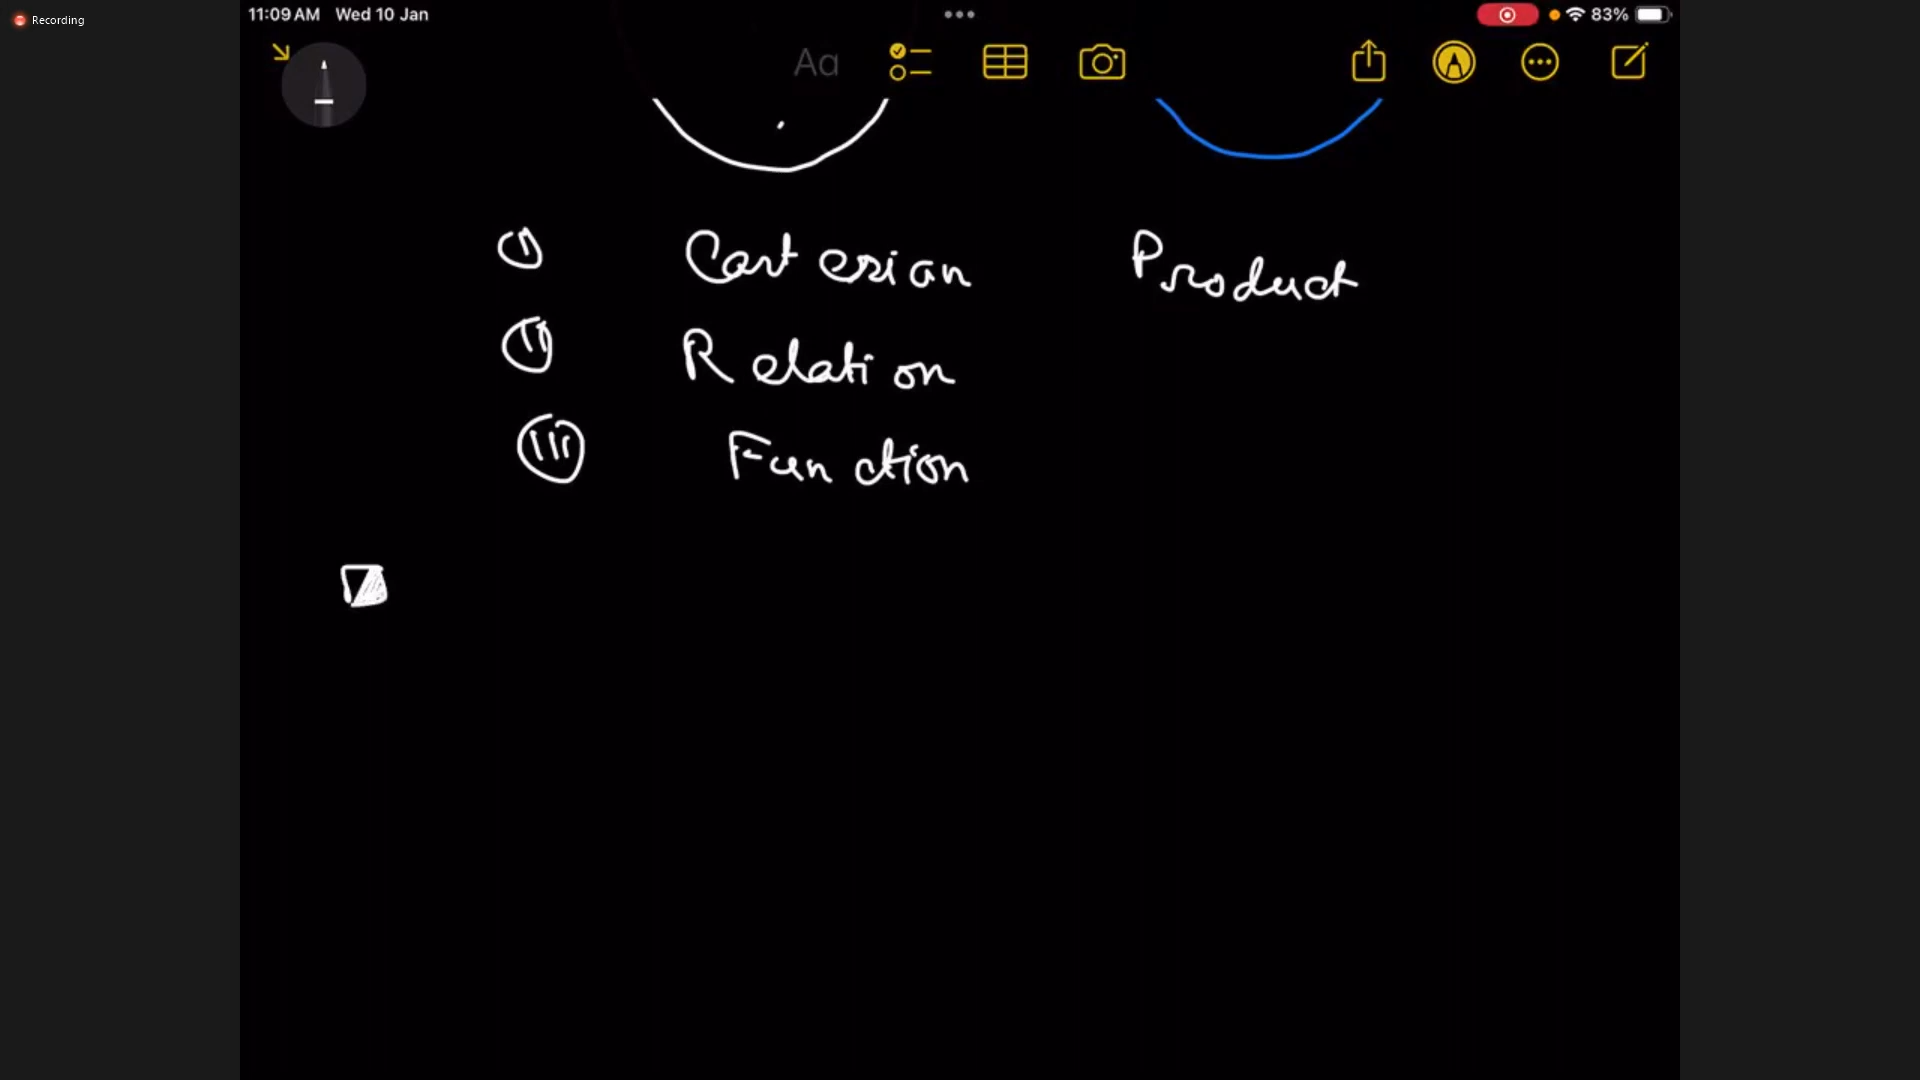 Recording
11:09 AM Wed 10 Jan
83%
Aa
(i) Cartesian Product
(ii) Relation
(iii) Function